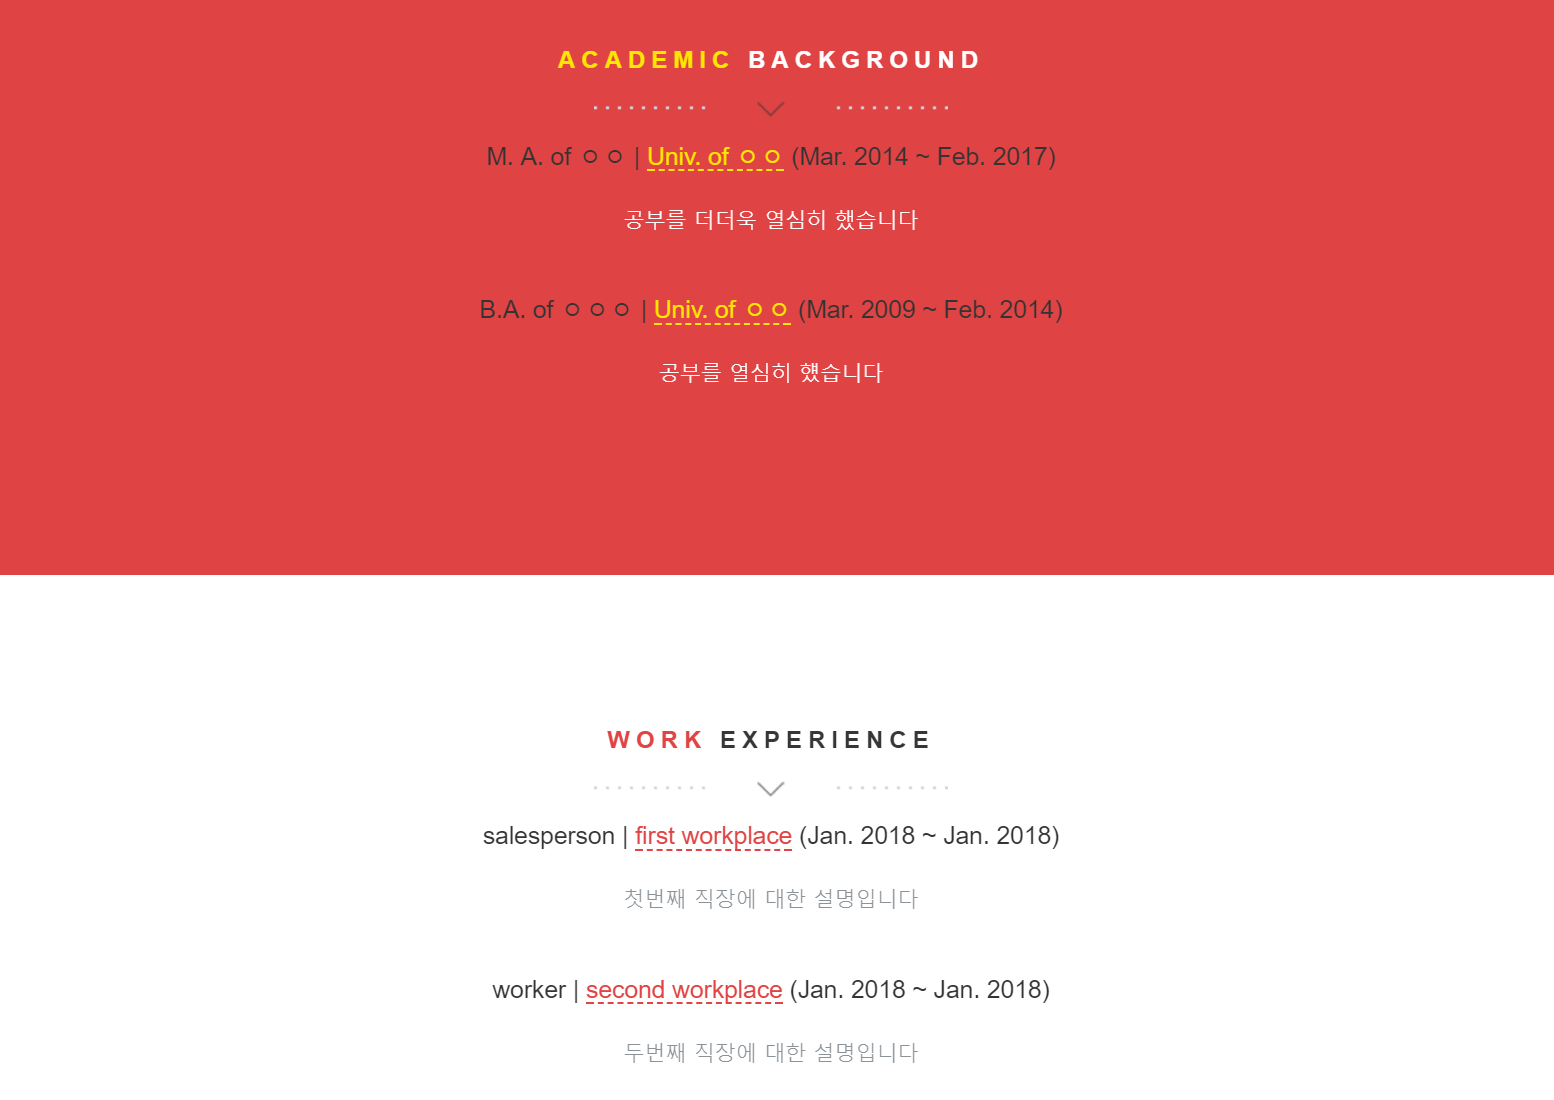 ACADEMIC BACKGROUND
M. A. of ㅇㅇ | Univ. of ㅇㅇ (Mar. 2014 ~ Feb. 2017)
공부를 더더욱 열심히 했습니다
B.A. of ㅇㅇㅇ | Univ. of ㅇㅇ (Mar. 2009 ~ Feb. 2014)
공부를 열심히 헀습니다
WORK EXPERIENCE
salesperson | first workplace (Jan. 2018 ~ Jan. 2018)
첫번째 직장에 대한 설명입니다
worker | second workplace (Jan. 2018 ~ Jan. 2018)
두번째 직장에 대한 설명입니다